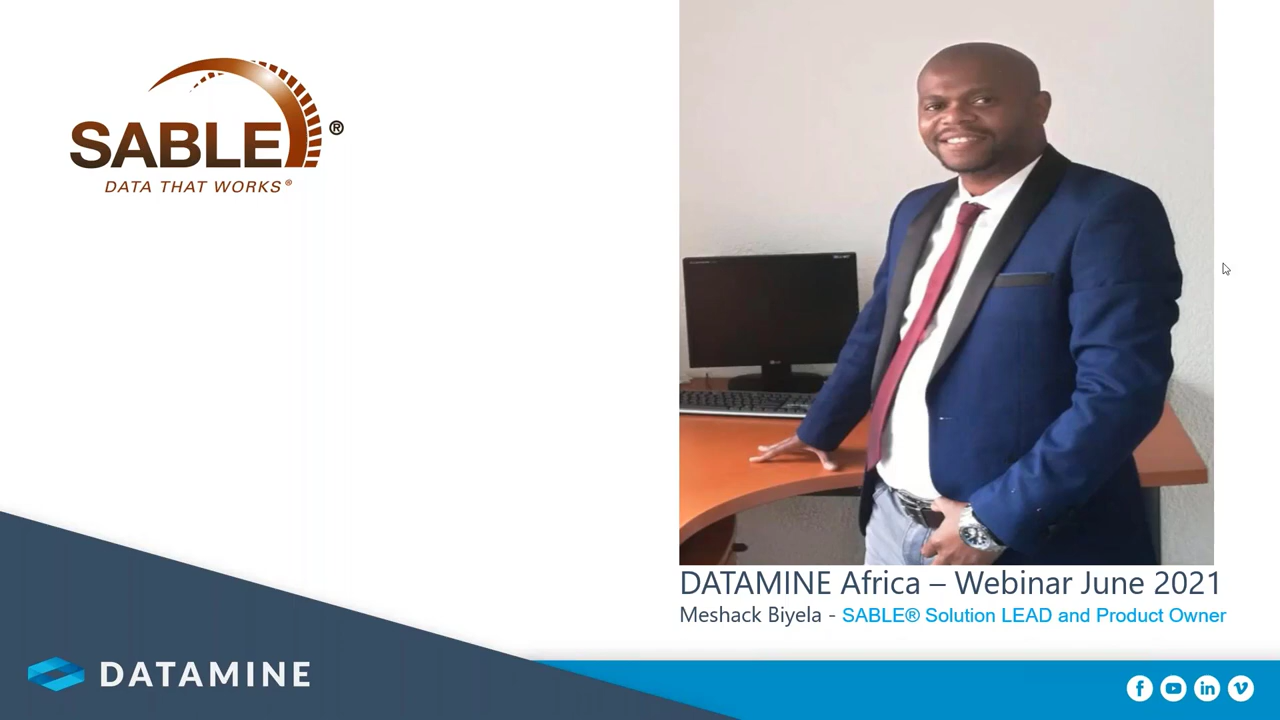 SABLE®
DATA THAT WORKS®
DATAMINE Africa – Webinar June 2021
Meshack Biyela - SABLE® Solution LEAD and Product Owner
DATAMINE